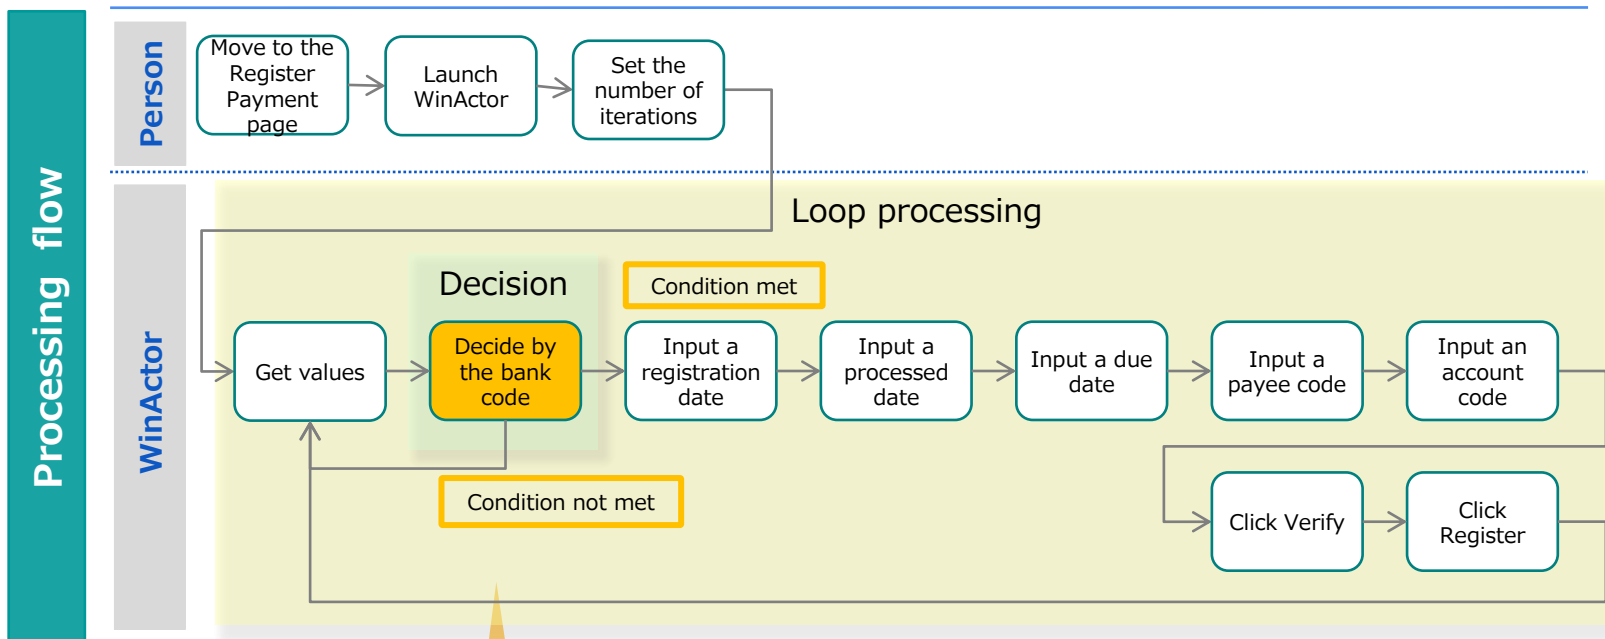 Processing flow
Person
Move to the
Register
Payment
page
Launch
WinActor
Set the
number of
iterations
WinActor
Loop processing
Decision
Condition met
Get values
Decide by
the bank
code
Input a
registration
date
Input a
processed
date
Input a due
date
Input a
payee code
Input an
account
code
Condition not met
Click Verify
Click
Register